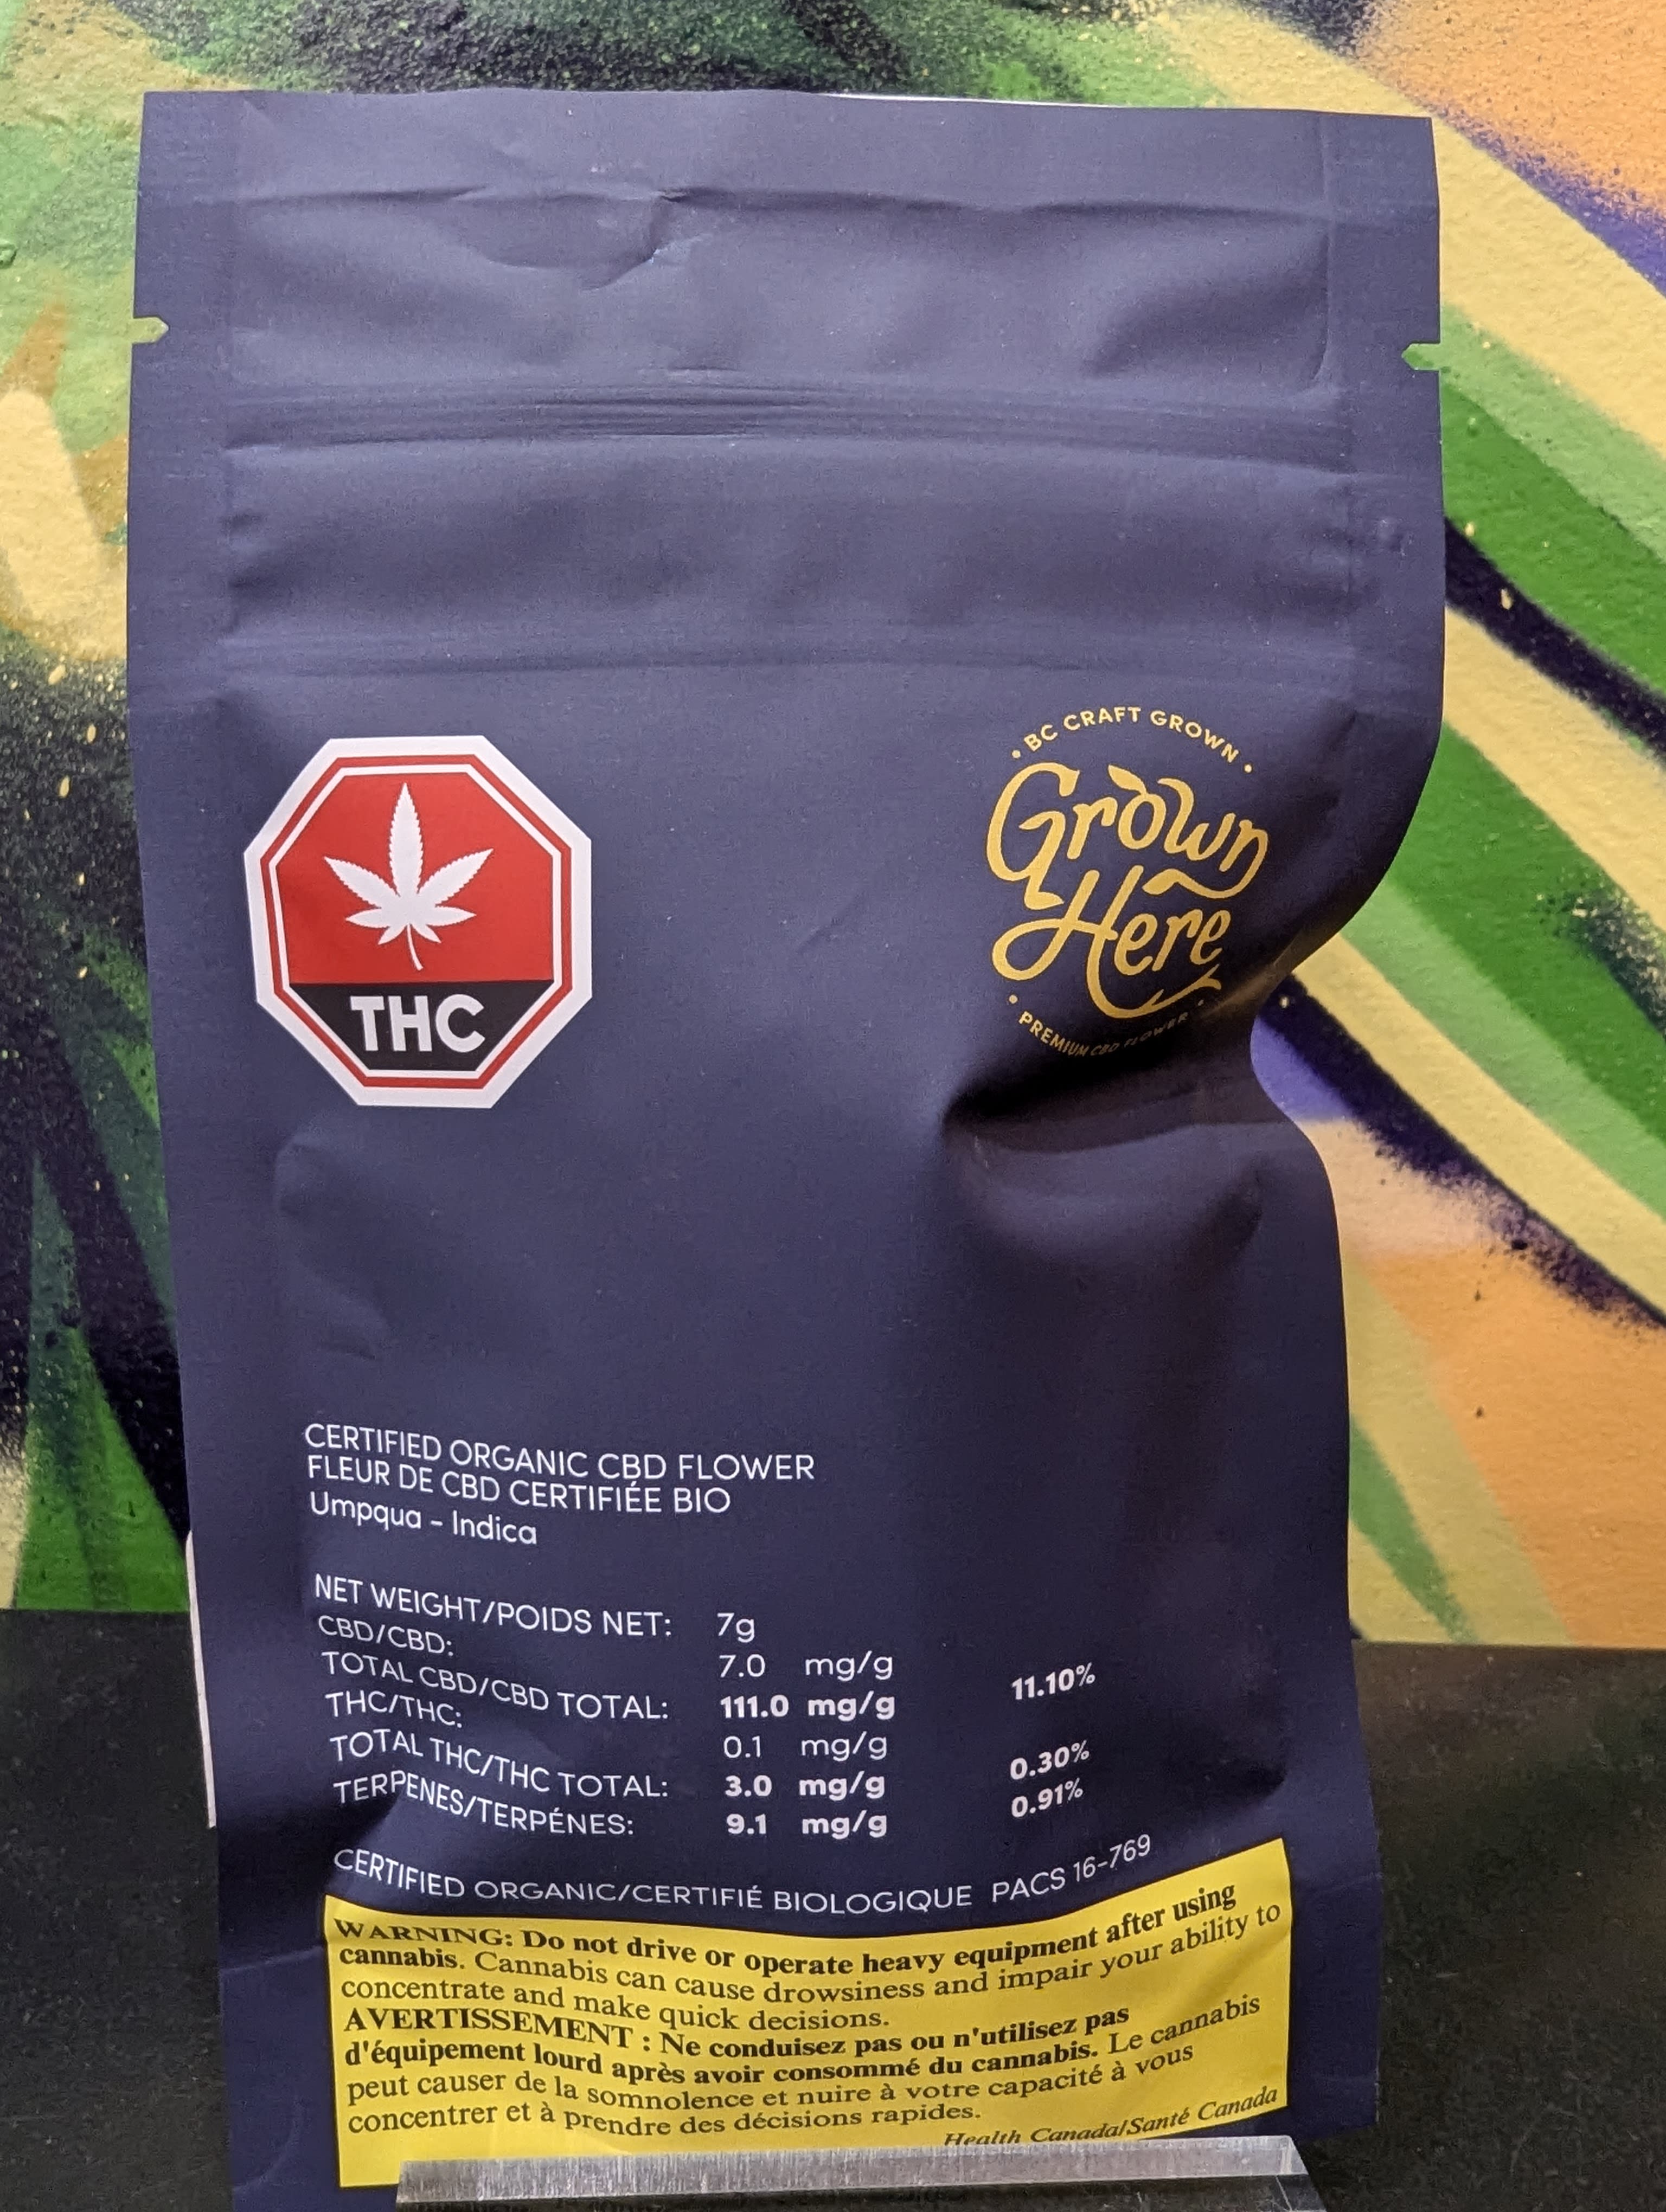 • BC CRAFT GROWN •
Grown
Here
• PREMIUM CBD FLOWER •
THC
CERTIFIED ORGANIC CBD FLOWER
FLEUR DE CBD CERTIFIÉE BIO
Umpqua - Indica
NET WEIGHT/POIDS NET: 7g
CBD/CBD: 7.0 mg/g
TOTAL CBD/CBD TOTAL: 111.0 mg/g 11.10%
THC/THC: 0.1 mg/g
TOTAL THC/THC TOTAL: 3.0 mg/g 0.30%
TERPENES/TERPÉNES: 9.1 mg/g 0.91%
CERTIFIED ORGANIC/CERTIFIÉ BIOLOGIQUE PACS 16-769
WARNING: Do not drive or operate heavy equipment after using
cannabis. Cannabis can cause drowsiness and impair your ability to
concentrate and make quick decisions.
AVERTISSEMENT : Ne conduisez pas ou n'utilisez pas
d'équipement lourd après avoir consommé du cannabis. Le cannabis
peut causer de la somnolence et nuire à votre capacité à vous
concentrer et à prendre des décisions rapides.
Health Canada/Santé Canada